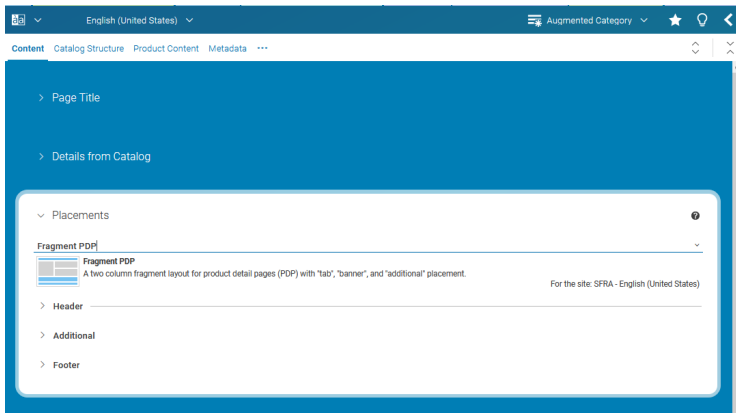 English (United States)
Augmented Category
Content Catalog Structure Product Content Metadata ...
Page Title
Details from Catalog
Placements
Fragment PDP
Fragment PDP
A two column fragment layout for product detail pages (PDP) with "tab", "banner", and "additional" placement.
For the site: SFRA - English (United States)
Header
Additional
Footer